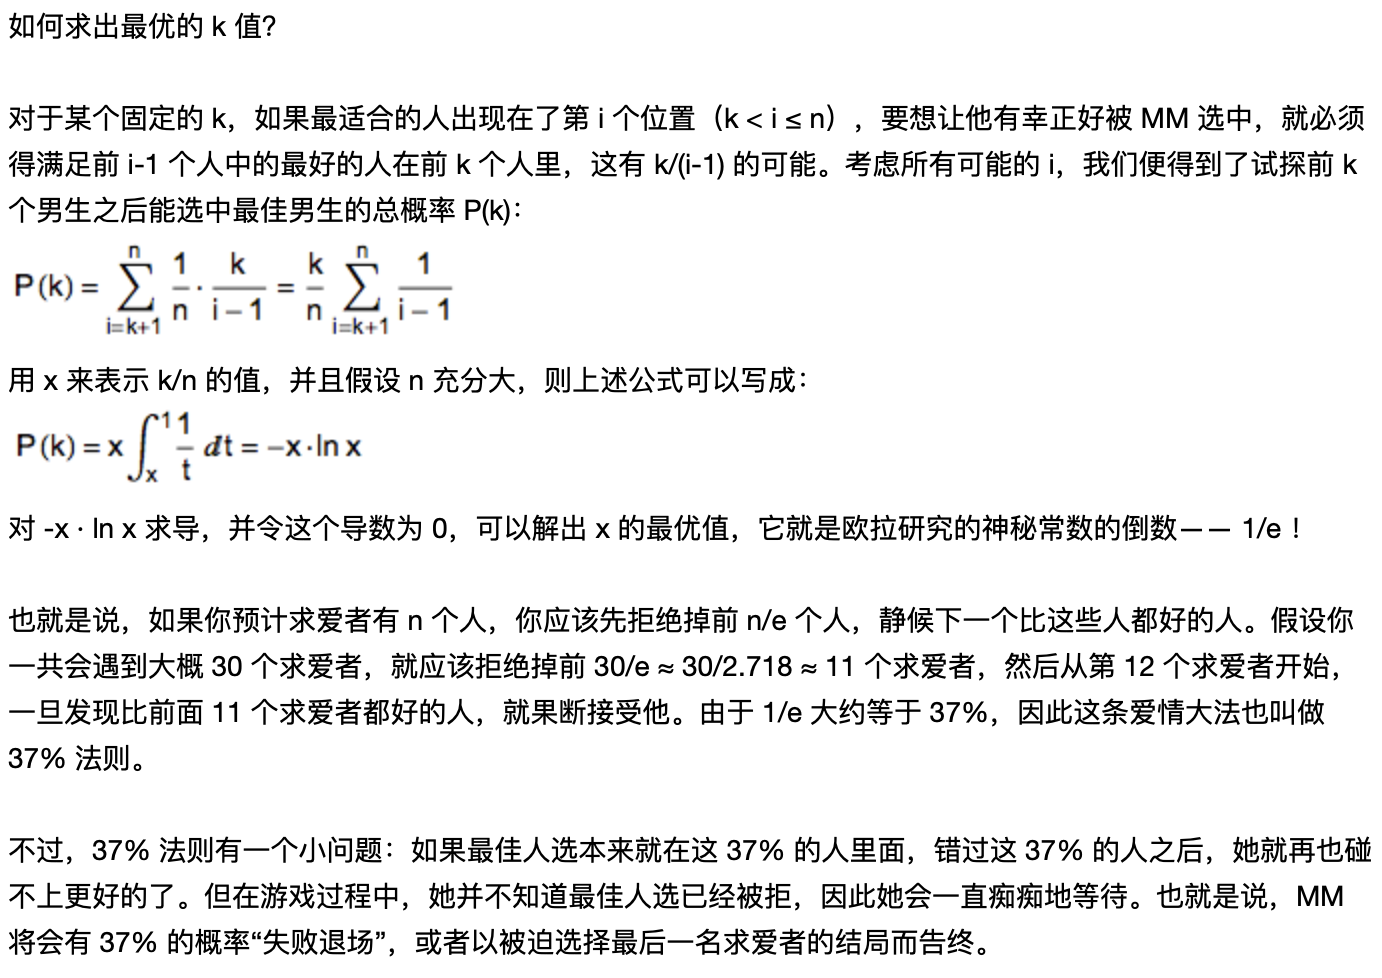 如何求出最优的 k 值?
对于某个固定的 k，如果最适合的人出现在了第 i 个位置（k < i ≤ n），要想让他有幸正好被 MM 选中，就必须
得满足前 i-1 个人中的最好的人在前 k 个人里，这有 k/(i-1) 的可能。考虑所有可能的 i，我们便得到了试探前 k
个男生之后能选中最佳男生的总概率 P(k)：
P(k) = ∑_{i=k+1}^{n} 1/n · k/(i−1) = k/n ∑_{i=k+1}^{n} 1/(i−1)
用 x 来表示 k/n 的值，并且假设 n 充分大，则上述公式可以写成：
P(k) = x ∫_x^1 1/t dt = −x·ln x
对 -x · ln x 求导，并令这个导数为 0，可以解出 x 的最优值，它就是欧拉研究的神秘常数的倒数—— 1/e！
也就是说，如果你预计求爱者有 n 个人，你应该先拒绝掉前 n/e 个人，静候下一个比这些人都好的人。假设你
一共会遇到大概 30 个求爱者，就应该拒绝掉前 30/e ≈ 30/2.718 ≈ 11 个求爱者，然后从第 12 个求爱者开始，
一旦发现比前面 11 个求爱者都好的人，就果断接受他。由于 1/e 大约等于 37%，因此这条爱情大法也叫做
37% 法则。
不过，37% 法则有一个小问题：如果最佳人选本来就在这 37% 的人里面，错过这 37% 的人之后，她就再也碰
不上更好的了。但在游戏过程中，她并不知道最佳人选已经被拒，因此她会一直痴痴地等待。也就是说，MM
将会有 37% 的概率“失败退场”，或者以被迫选择最后一名求爱者的结局而告终。